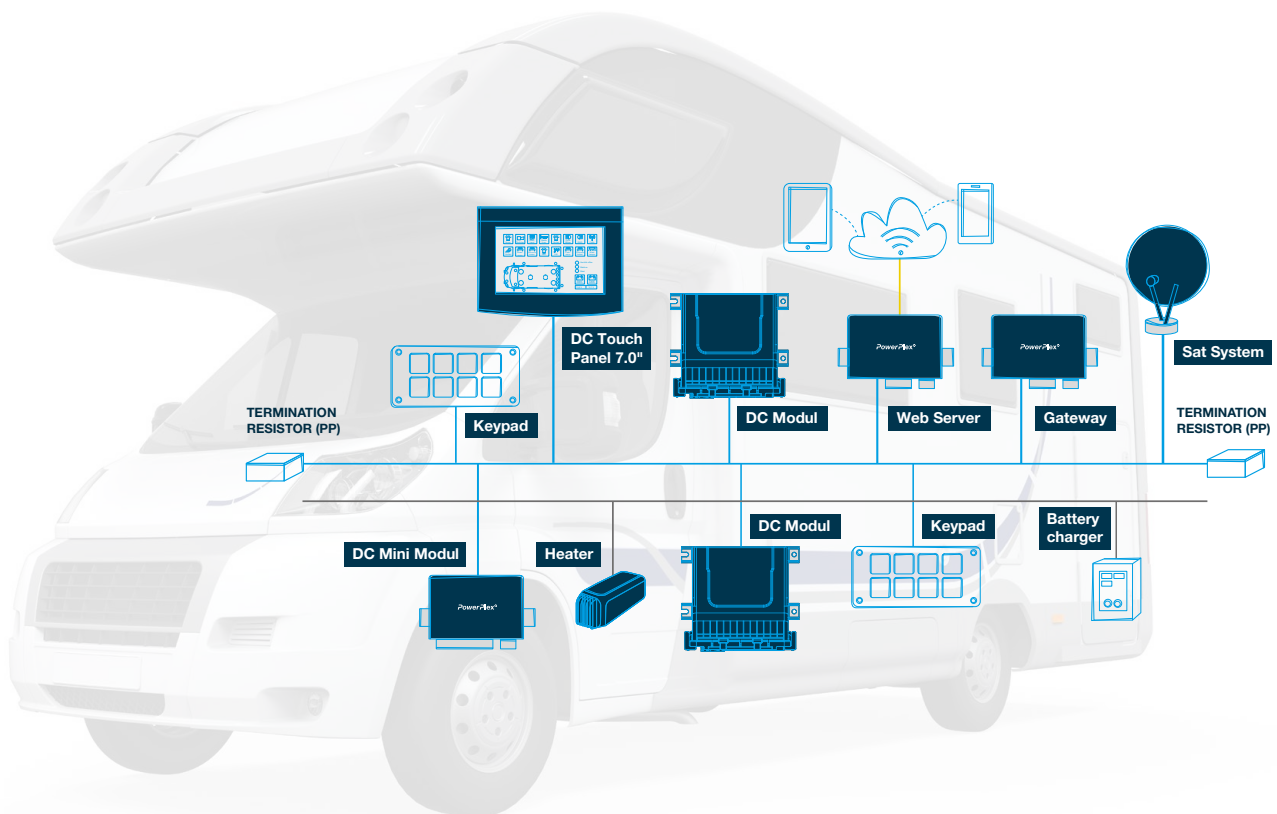 DC Touch
Panel 7.0"
Keypad
DC Modul
PowerPlex®
Web Server
PowerPlex®
Gateway
Sat System
TERMINATION
RESISTOR (PP)
TERMINATION
RESISTOR (PP)
DC Mini Modul
PowerPlex®
Heater
DC Modul
Keypad
Battery
charger